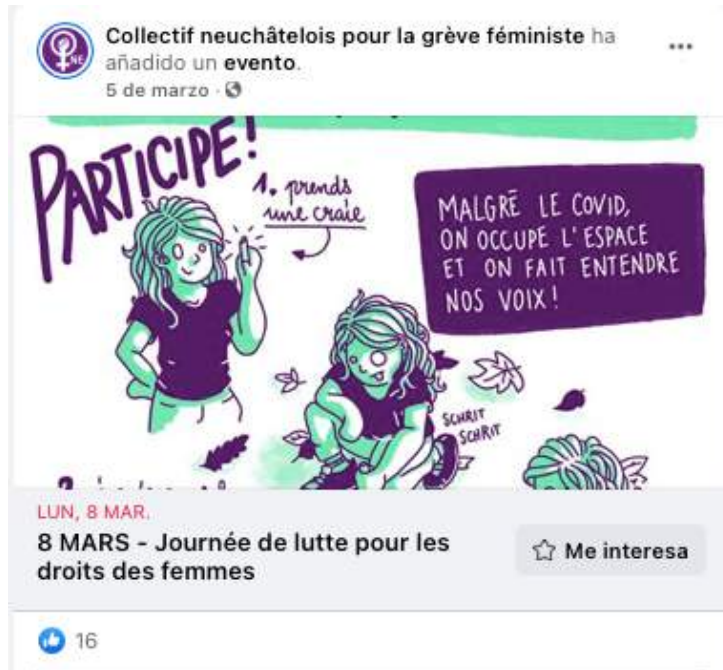 Collectif neuchâtelois pour la grève féministe ha
añadido un evento.
5 de marzo ·
NE
PARTICIPE!
1. prends
une craie
MALGRÉ LE COVID,
ON OCCUPE L'ESPACE
ET ON FAIT ENTENDRE
NOS VOIX!
SCHRIT
SCHRIT
LUN, 8 MAR.
8 MARS - Journée de lutte pour les
droits des femmes
Me interesa
16